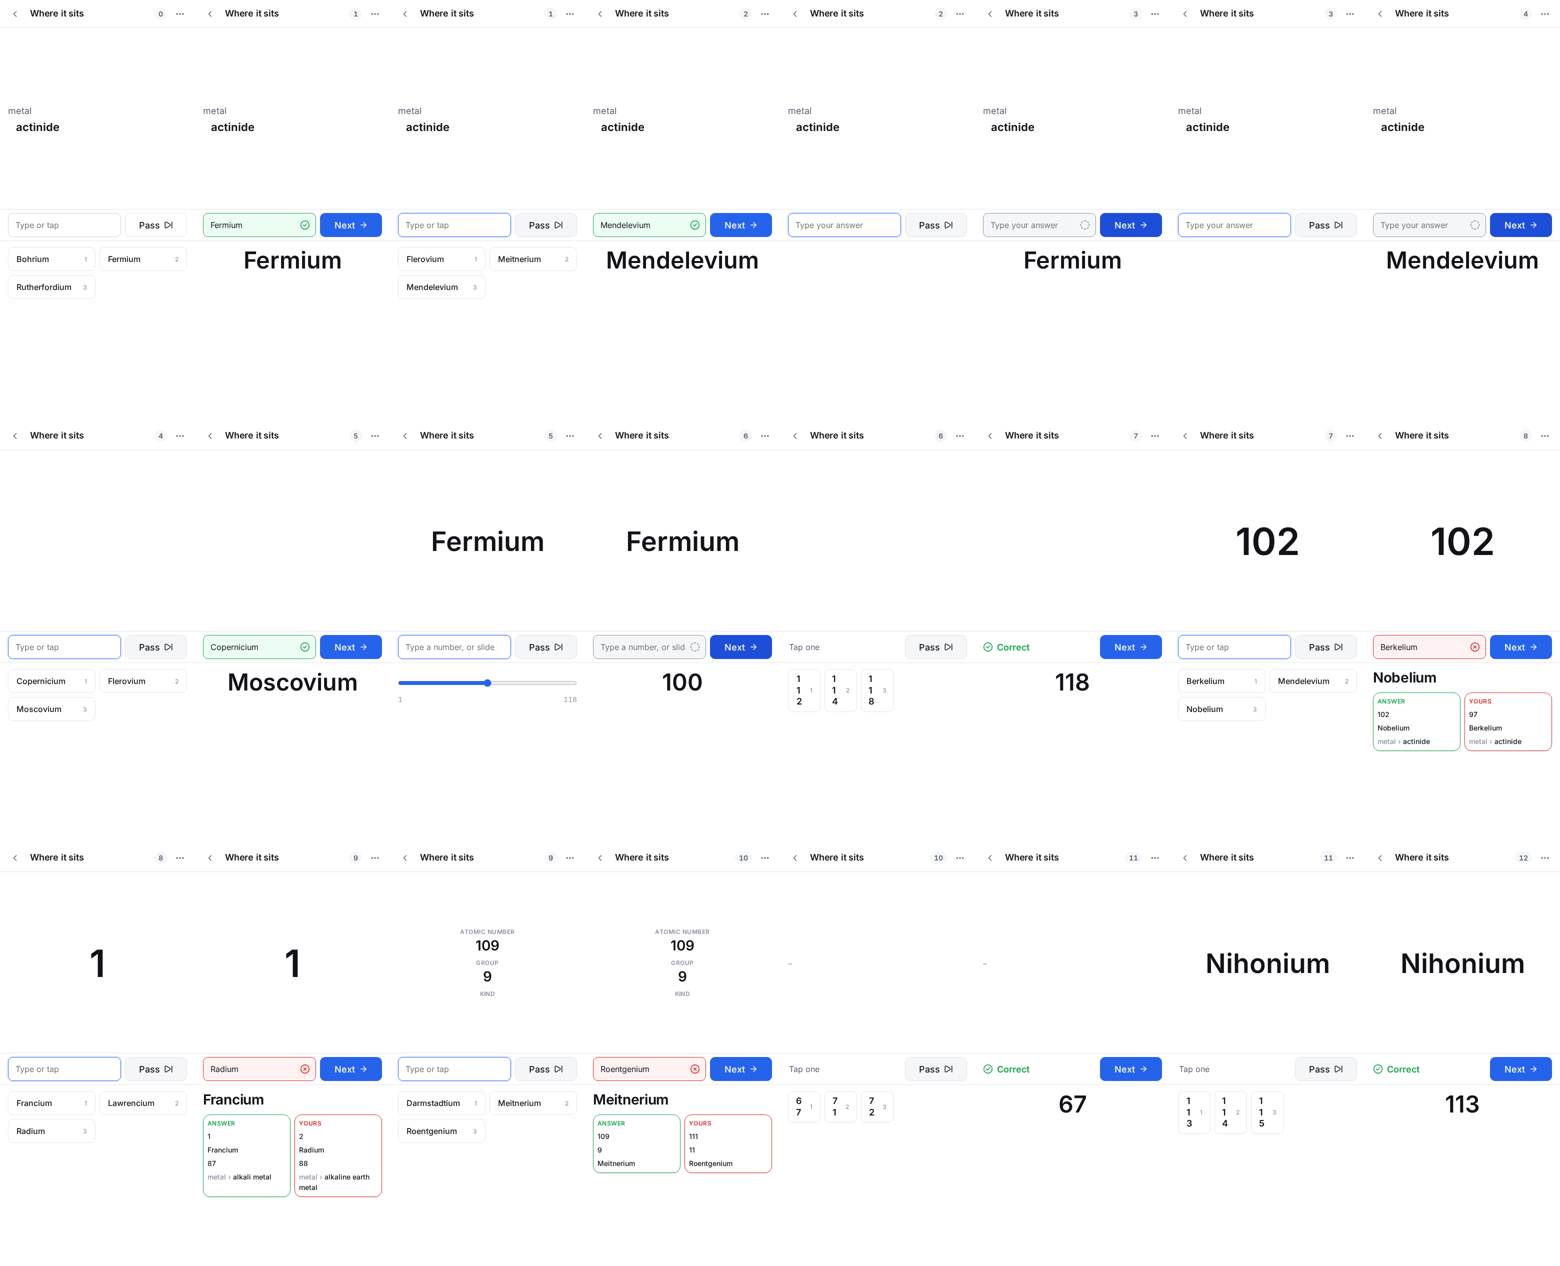 Where it sits 0 ...
metal
actinide
Type or tap Pass
Bohrium 1 Fermium 2
Rutherfordium 3
Where it sits 1 ...
metal
actinide
Fermium Next
Fermium
Where it sits 1 ...
metal
actinide
Type or tap Pass
Flerovium 1 Meitnerium 2
Mendelevium 3
Where it sits 2 ...
metal
actinide
Mendelevium Next
Mendelevium
Where it sits 2 ...
metal
actinide
Type your answer Pass
Where it sits 3 ...
metal
actinide
Type your answer Next
Fermium
Where it sits 3 ...
metal
actinide
Type your answer Pass
Where it sits 4 ...
metal
actinide
Type your answer Next
Mendelevium
Where it sits 4 ...
Type or tap Pass
Copernicium 1 Flerovium 2
Moscovium 3
Where it sits 5 ...
Copernicium Next
Moscovium
Where it sits 5 ...
Fermium
Type a number, or slide Pass
1 118
Where it sits 6 ...
Fermium
Type a number, or slid Next
100
Where it sits 6 ...
Tap one Pass
112 1 114 2 118 3
Where it sits 7 ...
Correct Next
118
Where it sits 7 ...
102
Type or tap Pass
Berkelium 1 Mendelevium 2
Nobelium 3
Where it sits 8 ...
102
Berkelium Next
Nobelium
ANSWER
102
Nobelium
metal › actinide
YOURS
97
Berkelium
metal › actinide
Where it sits 8 ...
1
Type or tap Pass
Francium 1 Lawrencium 2
Radium 3
Where it sits 9 ...
1
Radium Next
Francium
ANSWER
1
Francium
87
metal › alkali metal
YOURS
2
Radium
88
metal › alkaline earth
metal
Where it sits 9 ...
ATOMIC NUMBER
109
GROUP
9
KIND
Type or tap Pass
Darmstadtium 1 Meitnerium 2
Roentgenium 3
Where it sits 10 ...
ATOMIC NUMBER
109
GROUP
9
KIND
Roentgenium Next
Meitnerium
ANSWER
109
9
Meitnerium
YOURS
111
11
Roentgenium
Where it sits 10 ...
–
Tap one Pass
67 1 71 2 72 3
Where it sits 11 ...
–
Correct Next
67
Where it sits 11 ...
Nihonium
Tap one Pass
113 1 114 2 115 3
Where it sits 12 ...
Nihonium
Correct Next
113